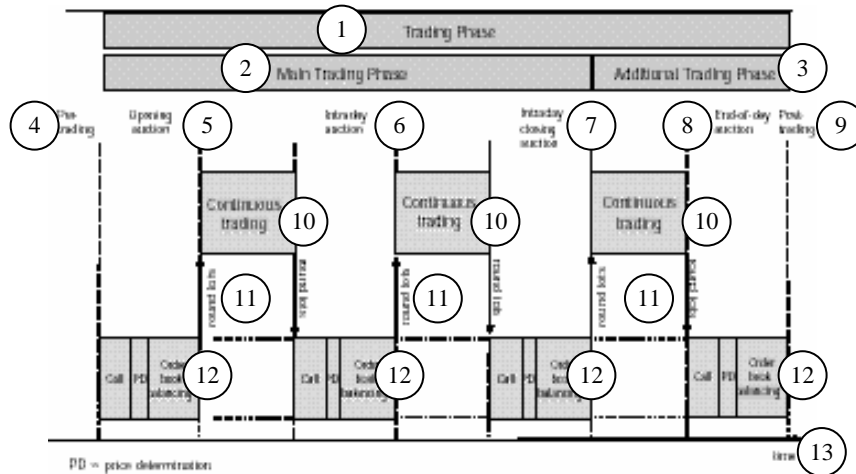 1
Trading Phase
2
Main Trading Phase
Additional Trading Phase
3
4
Pre-
trading
Opening
auction
5
Intraday
auction
6
Intraday
closing
auction
7
8
End-of-day
auction
Post-
trading
9
Continuous
trading
10
Continuous
trading
10
Continuous
trading
10
round lots
11
round lots
round lots
11
round lots
round lots
11
round lots
Call
PD
Order
book
balancing
12
Call
PD
Order
book
balancing
12
Call
PD
Order
book
balancing
12
Call
PD
Order
book
balancing
12
time
13
PD = price determination